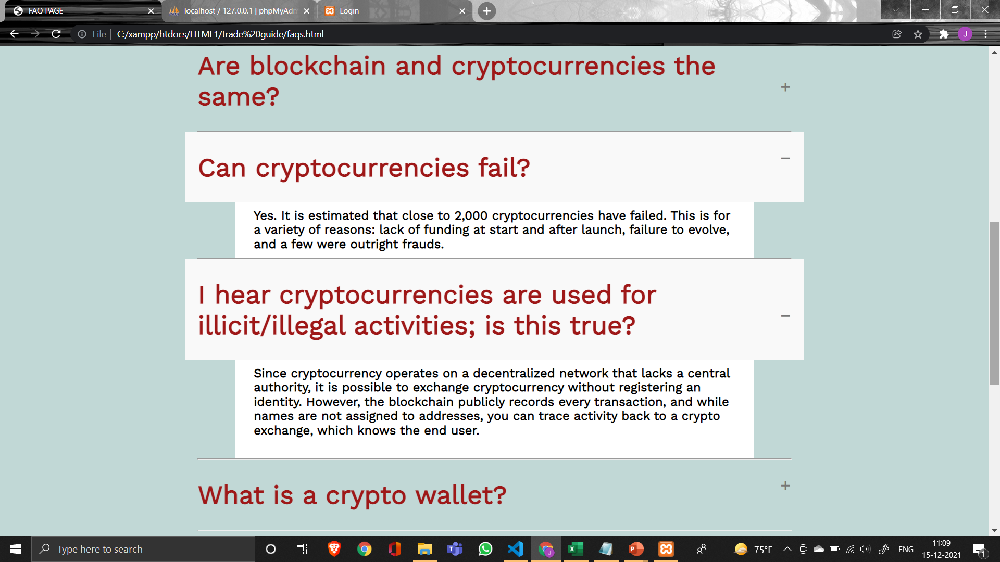 FAQ PAGE
localhost / 127.0.0.1 | phpMyAdm
Login
File
C:/xampp/htdocs/HTML1/trade%20guide/faqs.html
J
Are blockchain and cryptocurrencies the
same?
+
Can cryptocurrencies fail?
−
Yes. It is estimated that close to 2,000 cryptocurrencies have failed. This is for
a variety of reasons: lack of funding at start and after launch, failure to evolve,
and a few were outright frauds.
I hear cryptocurrencies are used for
illicit/illegal activities; is this true?
−
Since cryptocurrency operates on a decentralized network that lacks a central
authority, it is possible to exchange cryptocurrency without registering an
identity. However, the blockchain publicly records every transaction, and while
names are not assigned to addresses, you can trace activity back to a crypto
exchange, which knows the end user.
What is a crypto wallet?
+
Type here to search
75°F
ENG
11:09
15-12-2021
1